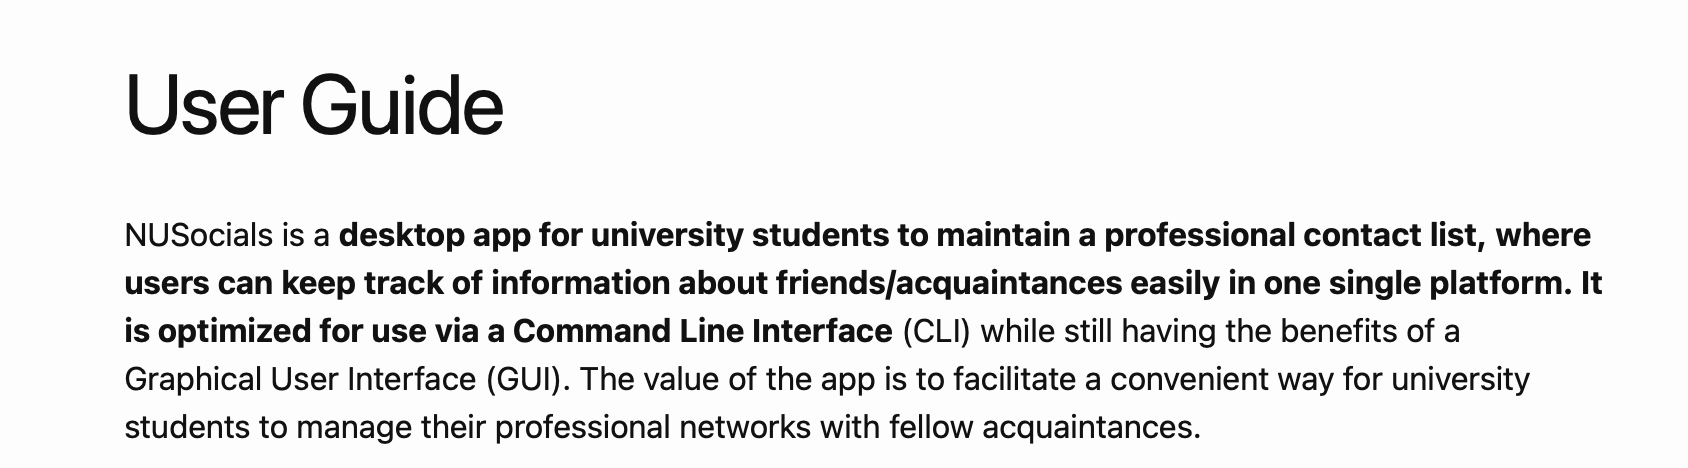 User Guide
NUSocials is a desktop app for university students to maintain a professional contact list, where
users can keep track of information about friends/acquaintances easily in one single platform. It
is optimized for use via a Command Line Interface (CLI) while still having the benefits of a
Graphical User Interface (GUI). The value of the app is to facilitate a convenient way for university
students to manage their professional networks with fellow acquaintances.